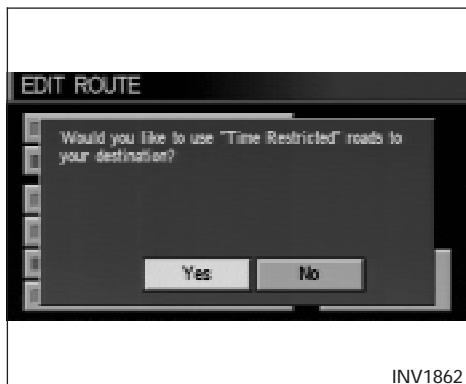 EDIT ROUTE
Would you like to use "Time Restricted" roads to
your destination?
Yes
No
INV1862